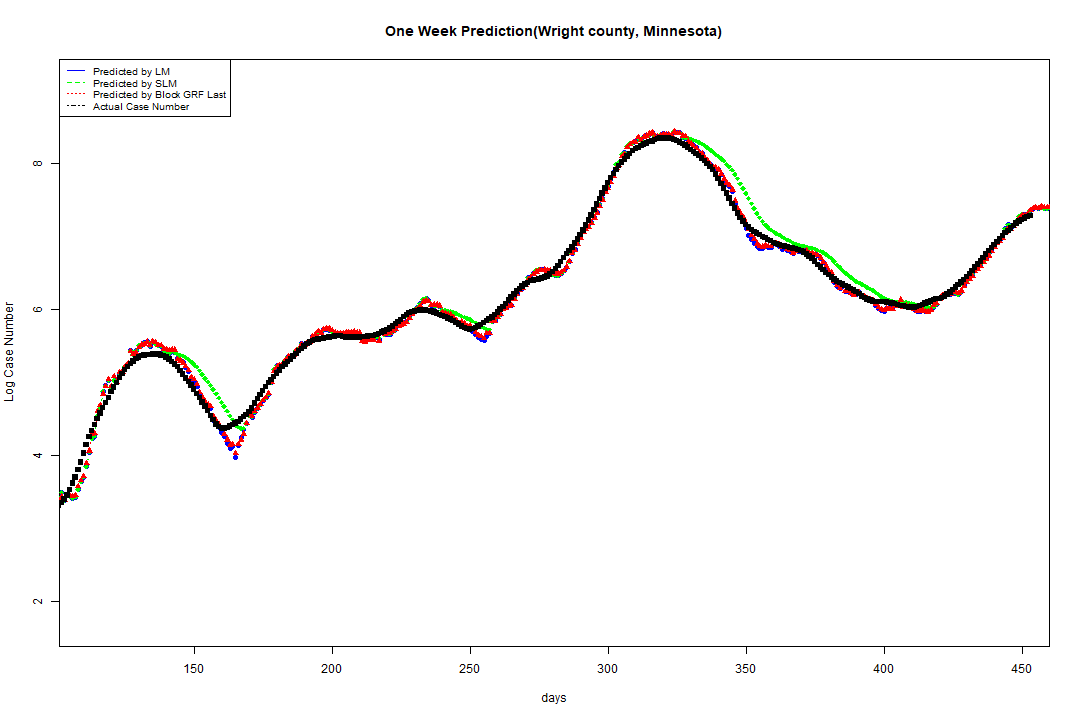 One Week Prediction(Wright county, Minnesota)
Predicted by LM
Predicted by SLM
Predicted by Block GRF Last
Actual Case Number
8
6
4
2
Log Case Number
150 200 250 300 350 400 450
days